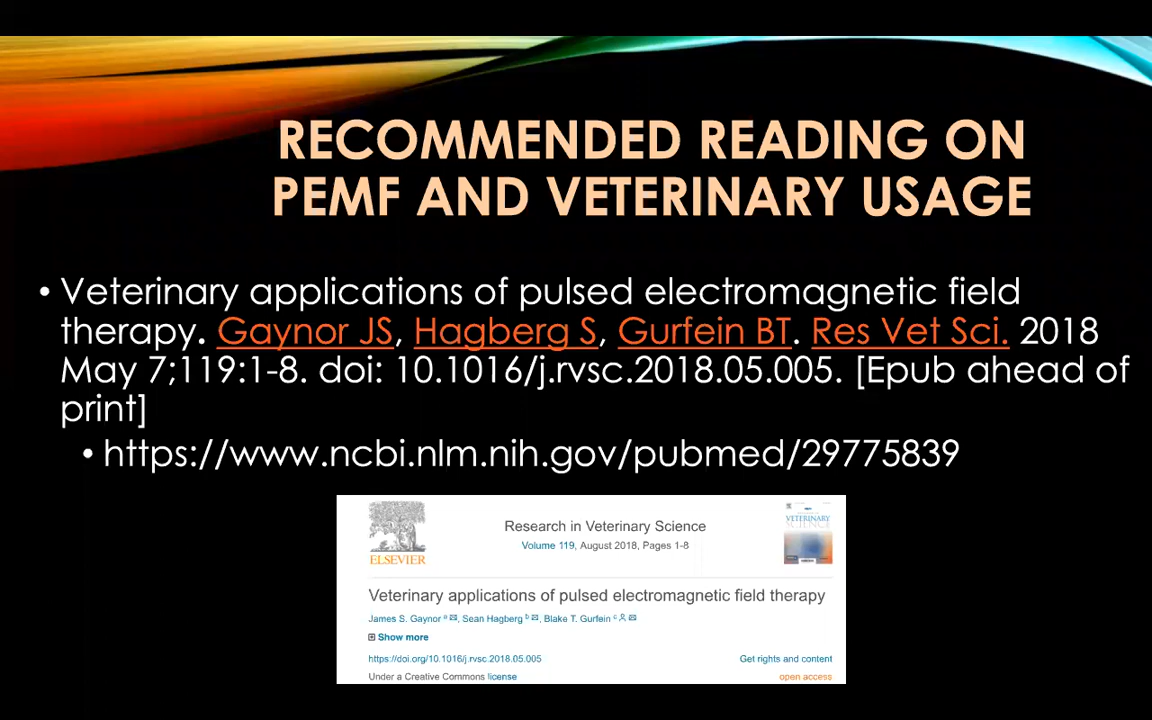 RECOMMENDED READING ON
PEMF AND VETERINARY USAGE
• Veterinary applications of pulsed electromagnetic field
therapy. Gaynor JS, Hagberg S, Gurfein BT. Res Vet Sci. 2018
May 7;119:1-8. doi: 10.1016/j.rvsc.2018.05.005. [Epub ahead of
print]
• https://www.ncbi.nlm.nih.gov/pubmed/29775839
ELSEVIER
Research in Veterinary Science
Volume 119, August 2018, Pages 1-8
VETERINARY
SCIENCE
Veterinary applications of pulsed electromagnetic field therapy
James S. Gaynor a, Sean Hagberg b, Blake T. Gurfein c
Show more
https://doi.org/10.1016/j.rvsc.2018.05.005
Get rights and content
Under a Creative Commons license
open access